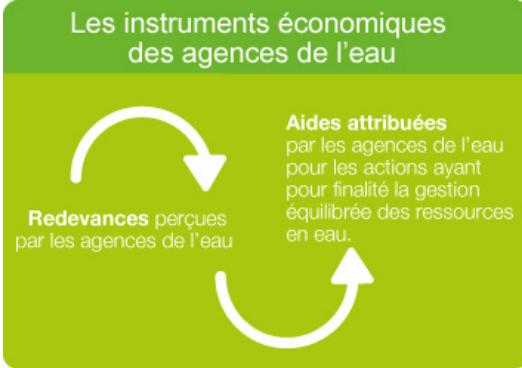 Les instruments économiques
des agences de l'eau
Redevances perçues
par les agences de l'eau
Aides attribuées
par les agences de l'eau
pour les actions ayant
pour finalité la gestion
équilibrée des ressources
en eau.